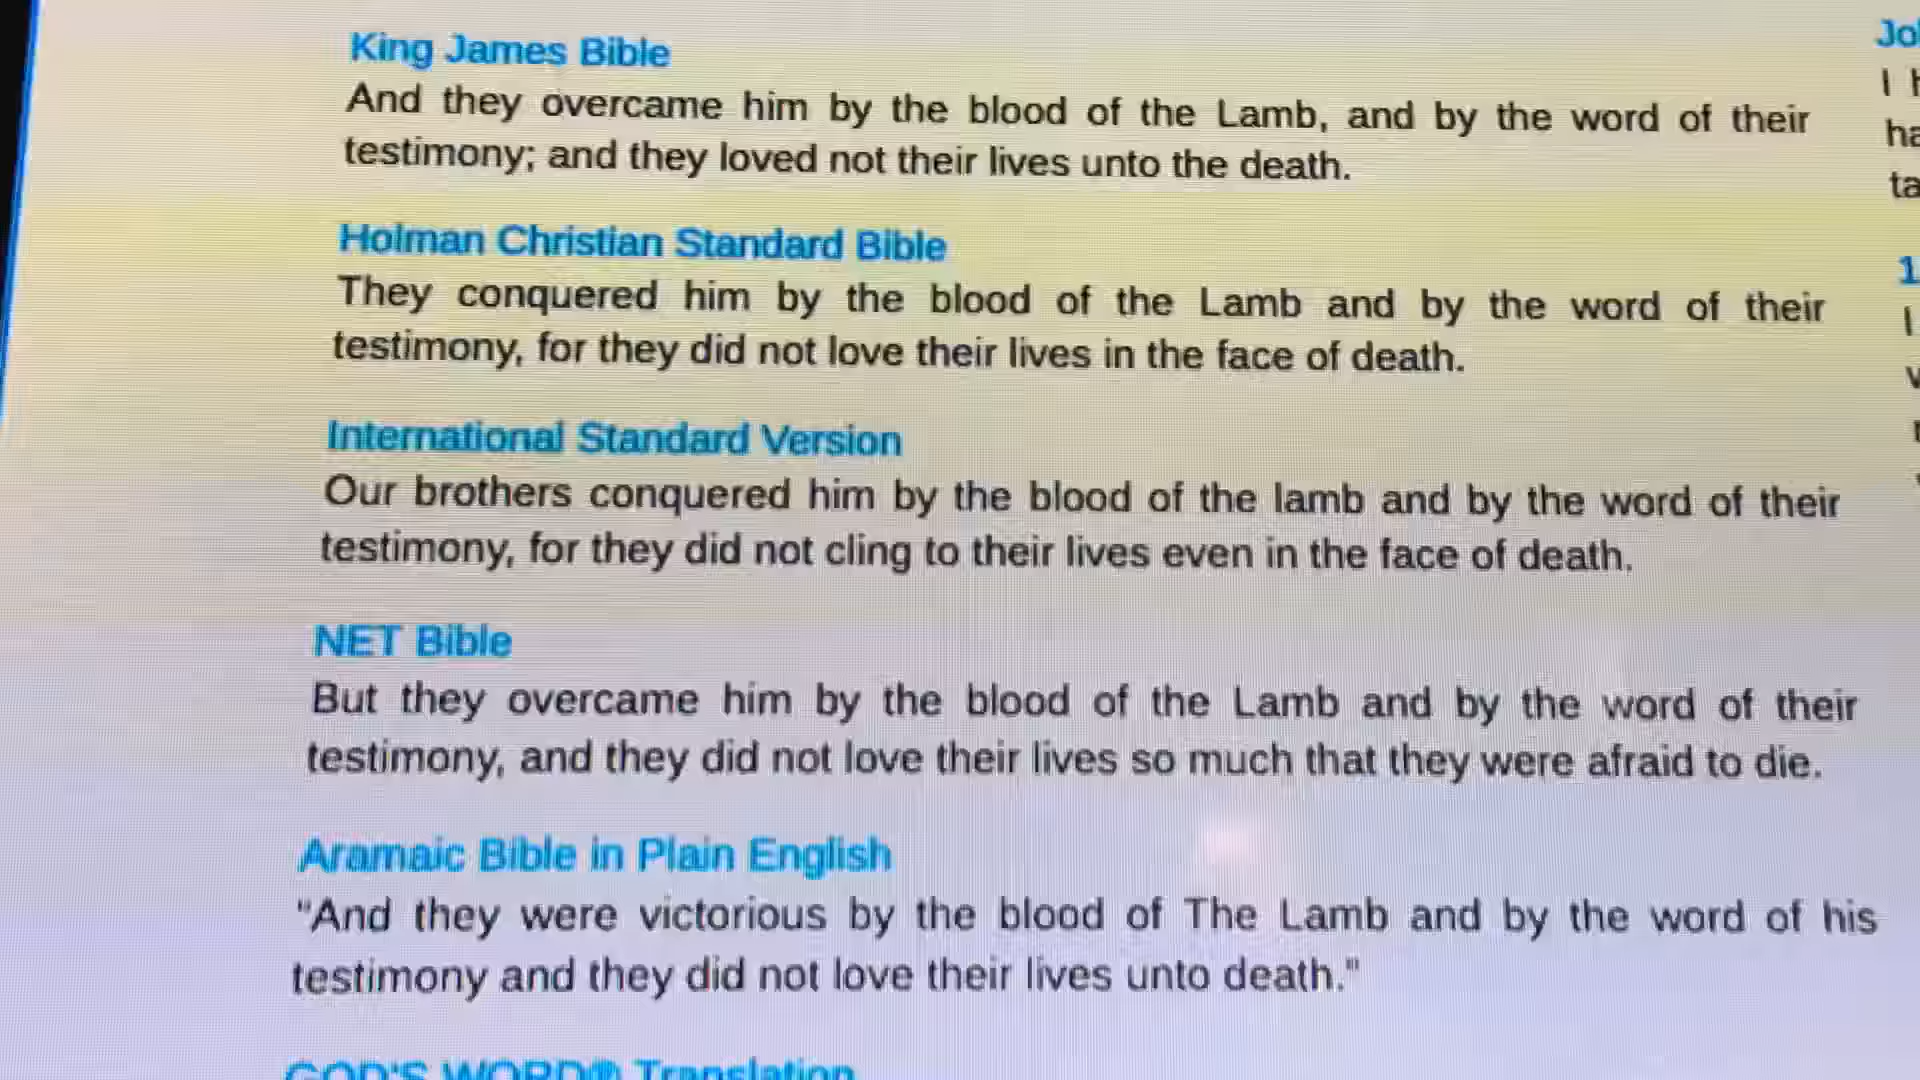 King James Bible
And they overcame him by the blood of the Lamb, and by the word of their
testimony; and they loved not their lives unto the death.
Holman Christian Standard Bible
They conquered him by the blood of the Lamb and by the word of their
testimony, for they did not love their lives in the face of death.
International Standard Version
Our brothers conquered him by the blood of the lamb and by the word of their
testimony, for they did not cling to their lives even in the face of death.
NET Bible
But they overcame him by the blood of the Lamb and by the word of their
testimony, and they did not love their lives so much that they were afraid to die.
Aramaic Bible in Plain English
"And they were victorious by the blood of The Lamb and by the word of his
testimony and they did not love their lives unto death."
GOD'S WORD® Translation